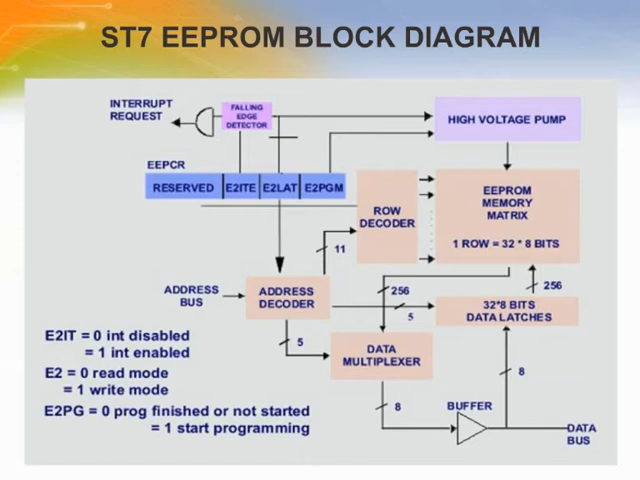 ST7 EEPROM BLOCK DIAGRAM
INTERRUPT
REQUEST
FALLING
EDGE
DETECTOR
HIGH VOLTAGE PUMP
EEPCR
RESERVED E2ITE E2LAT E2PGM
ROW
DECODER
EEPROM
MEMORY
MATRIX
1 ROW = 32 * 8 BITS
11
ADDRESS
BUS
ADDRESS
DECODER
256
256
5
32*8 BITS
DATA LATCHES
5
DATA
MULTIPLEXER
8
8
BUFFER
DATA
BUS
E2IT = 0 int disabled
= 1 int enabled
E2 = 0 read mode
= 1 write mode
E2PG = 0 prog finished or not started
= 1 start programming